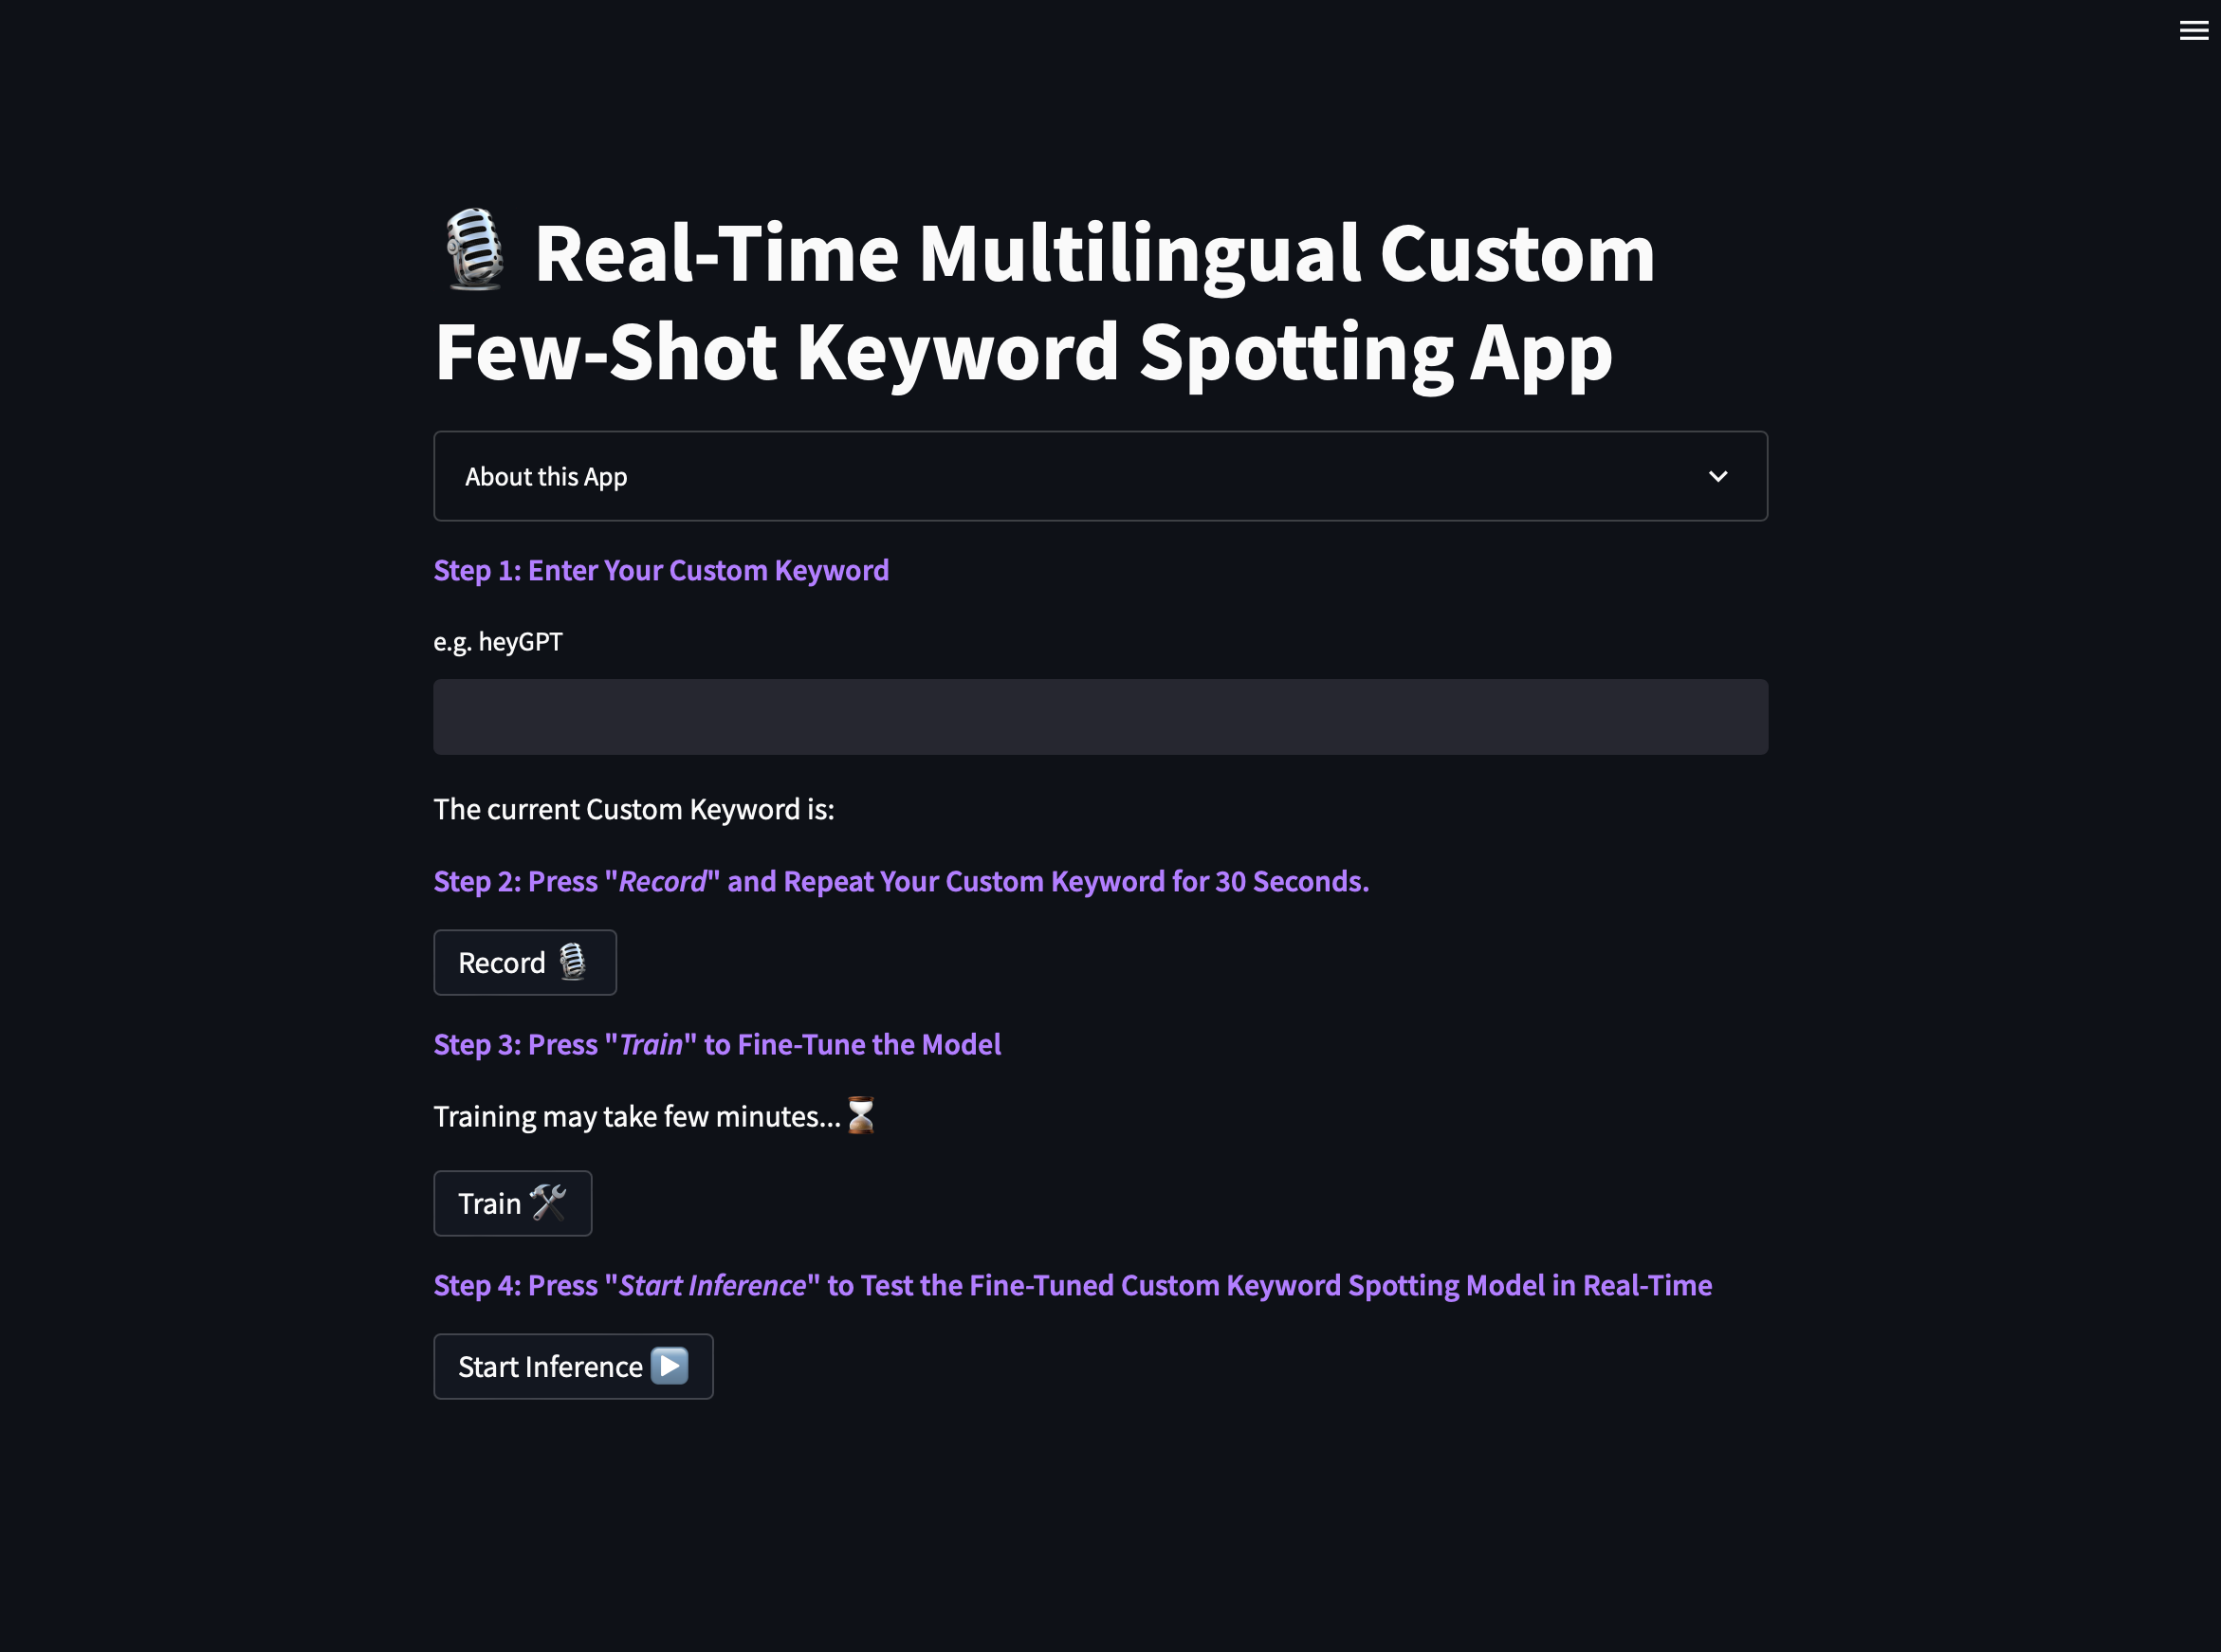 🎙️ Real-Time Multilingual Custom
Few-Shot Keyword Spotting App
About this App
Step 1: Enter Your Custom Keyword
e.g. heyGPT
The current Custom Keyword is:
Step 2: Press "Record" and Repeat Your Custom Keyword for 30 Seconds.
Record 🎙️
Step 3: Press "Train" to Fine-Tune the Model
Training may take few minutes...⏳
Train 🛠️
Step 4: Press "Start Inference" to Test the Fine-Tuned Custom Keyword Spotting Model in Real-Time
Start Inference ▶️